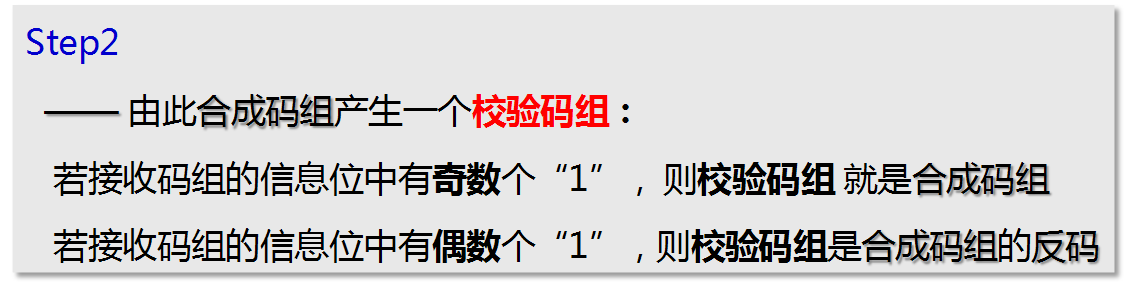 Step2
—— 由此合成码组产生一个校验码组：
若接收码组的信息位中有奇数个“1” ，则校验码组 就是合成码组
若接收码组的信息位中有偶数个“1” ，则校验码组是合成码组的反码